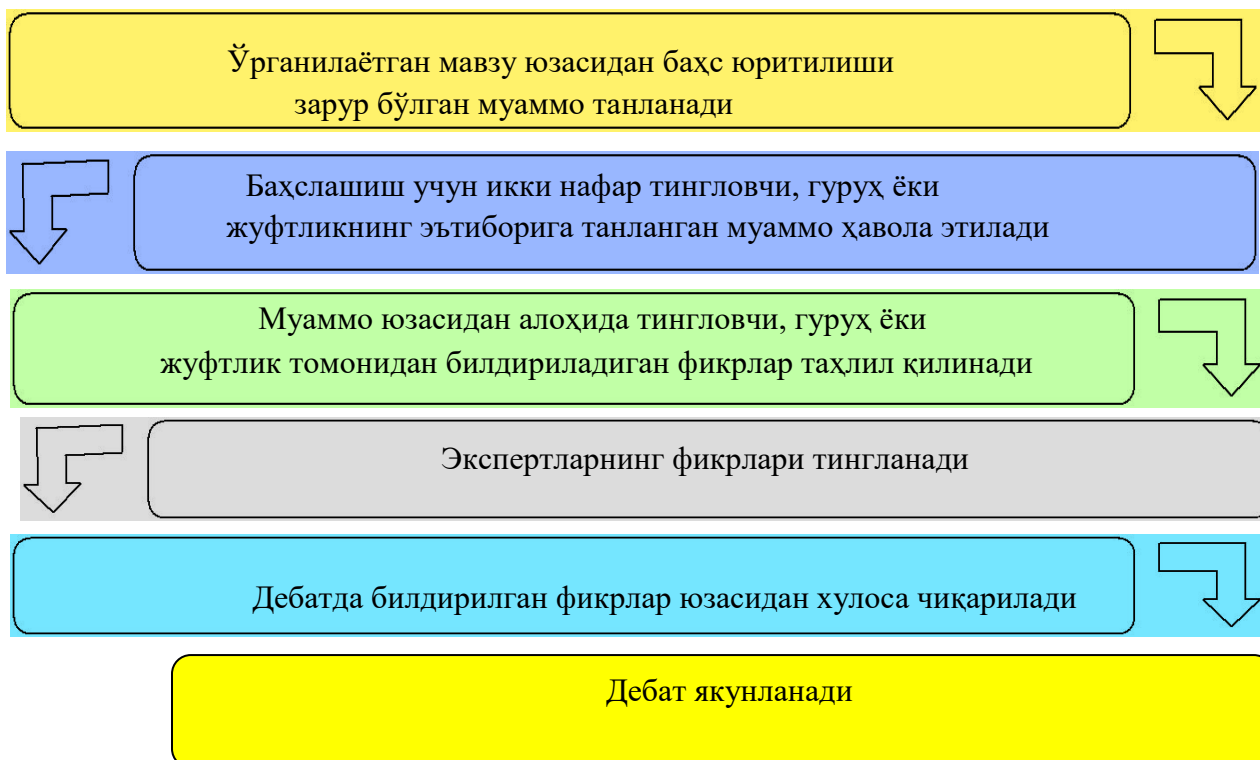 Ўрганилаётган мавзу юзасидан баҳс юритилиши
зарур бўлган муаммо танланади
Баҳслашиш учун икки нафар тингловчи, гуруҳ ёки
жуфтликнинг эътиборига танланган муаммо ҳавола этилади
Муаммо юзасидан алоҳида тингловчи, гуруҳ ёки
жуфтлик томонидан билдириладиган фикрлар таҳлил қилинади
Экспертларнинг фикрлари тингланади
Дебатда билдирилган фикрлар юзасидан хулоса чиқарилади
Дебат якунланади